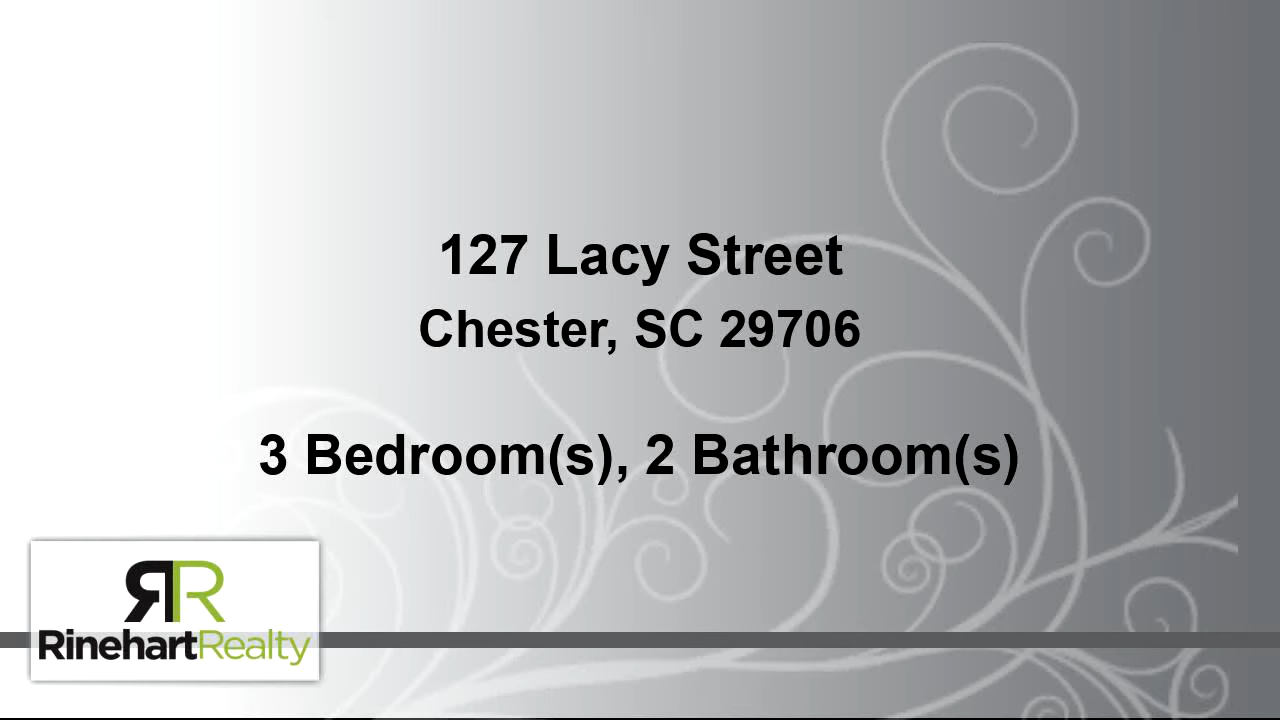 127 Lacy Street
Chester, SC 29706
3 Bedroom(s), 2 Bathroom(s)
RR
RinehartRealty